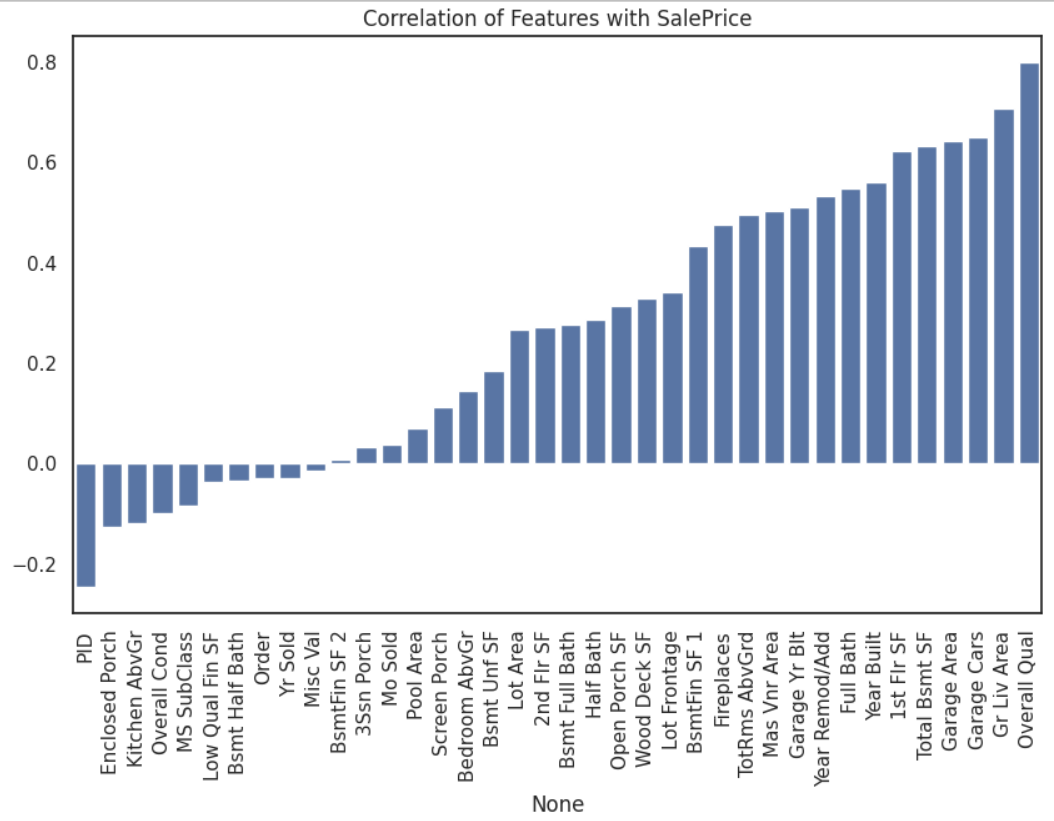 Correlation of Features with SalePrice
0.8
0.6
0.4
0.2
0.0
−0.2
PID
Enclosed Porch
Kitchen AbvGr
Overall Cond
MS SubClass
Low Qual Fin SF
Bsmt Half Bath
Order
Yr Sold
Misc Val
BsmtFin SF 2
3Ssn Porch
Mo Sold
Pool Area
Screen Porch
Bedroom AbvGr
Bsmt Unf SF
Lot Area
2nd Flr SF
Bsmt Full Bath
Half Bath
Open Porch SF
Wood Deck SF
Lot Frontage
BsmtFin SF 1
Fireplaces
TotRms AbvGrd
Mas Vnr Area
Garage Yr Blt
Year Remod/Add
Full Bath
Year Built
1st Flr SF
Total Bsmt SF
Garage Area
Garage Cars
Gr Liv Area
Overall Qual
None